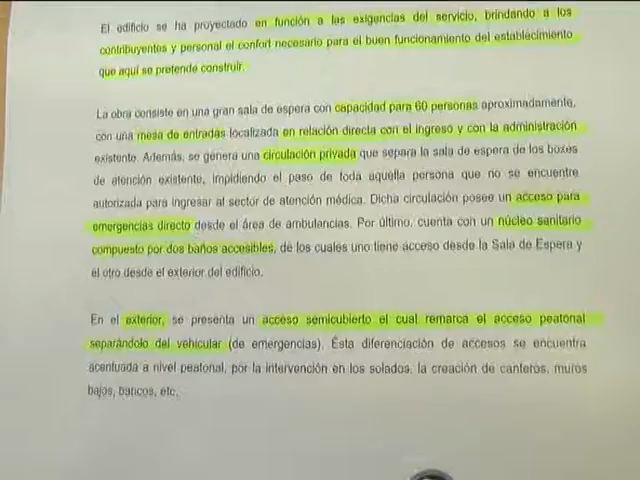 El edificio se ha proyectado en función a las exigencias del servicio, brindando a los
contribuyentes y personal el confort necesario para el buen funcionamiento del establecimiento
que aquí se pretende construir.
La obra consiste en una gran sala de espera con capacidad para 60 personas aproximadamente,
con una mesa de entradas localizada en relación directa con el ingreso y con la administración
existente. Además, se genera una circulación privada que separa la sala de espera de los boxes
de atención existente, impidiendo el paso de toda aquella persona que no se encuentre
autorizada para ingresar al sector de atención médica. Dicha circulación posee un acceso para
emergencias directo desde el área de ambulancias. Por último, cuenta con un núcleo sanitario
compuesto por dos baños accesibles, de los cuales uno tiene acceso desde la Sala de Espera y
el otro desde el exterior del edificio.
En el exterior, se presenta un acceso semicubierto el cual remarca el acceso peatonal
separándolo del vehicular (de emergencias). Ésta diferenciación de accesos se encuentra
acentuada a nivel peatonal, por la intervención en los solados, la creación de canteros, muros
bajos, bancos, etc.